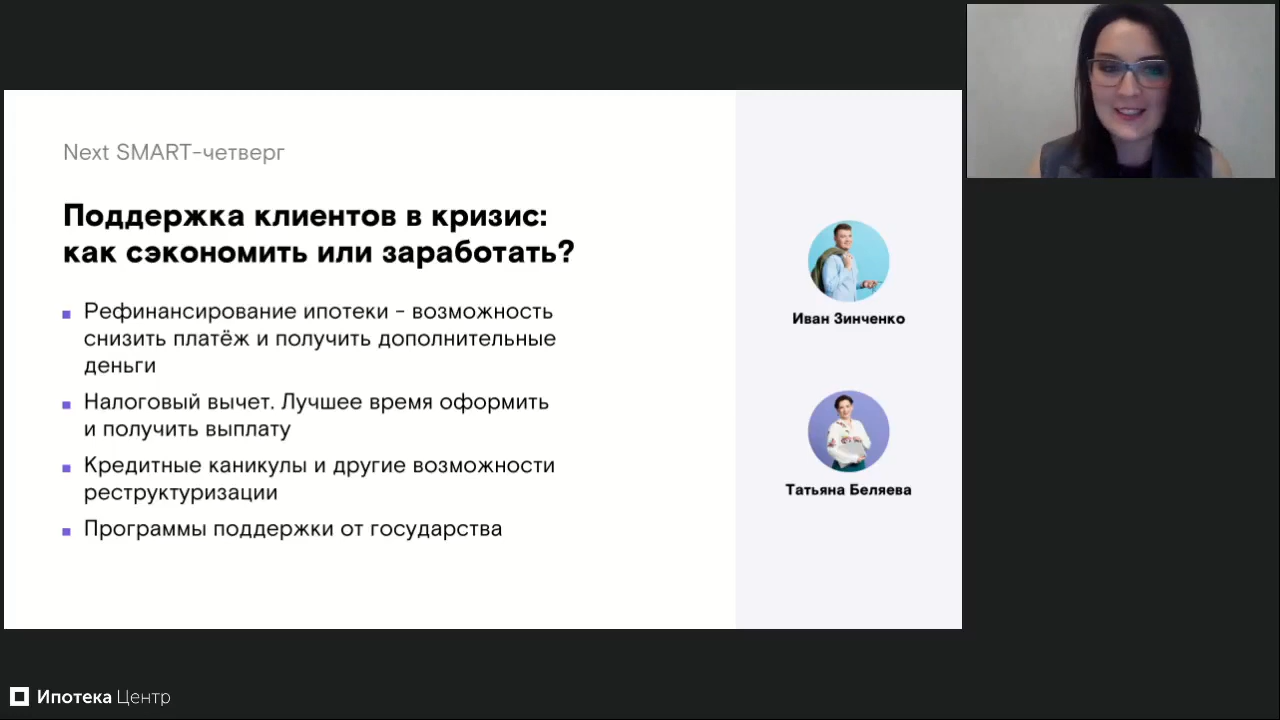 Next SMART-четверг
Поддержка клиентов в кризис:
как сэкономить или заработать?
Рефинансирование ипотеки - возможность
снизить платёж и получить дополнительные
деньги
Налоговый вычет. Лучшее время оформить
и получить выплату
Кредитные каникулы и другие возможности
реструктуризации
Программы поддержки от государства
Иван Зинченко
Татьяна Беляева
Ипотека Центр